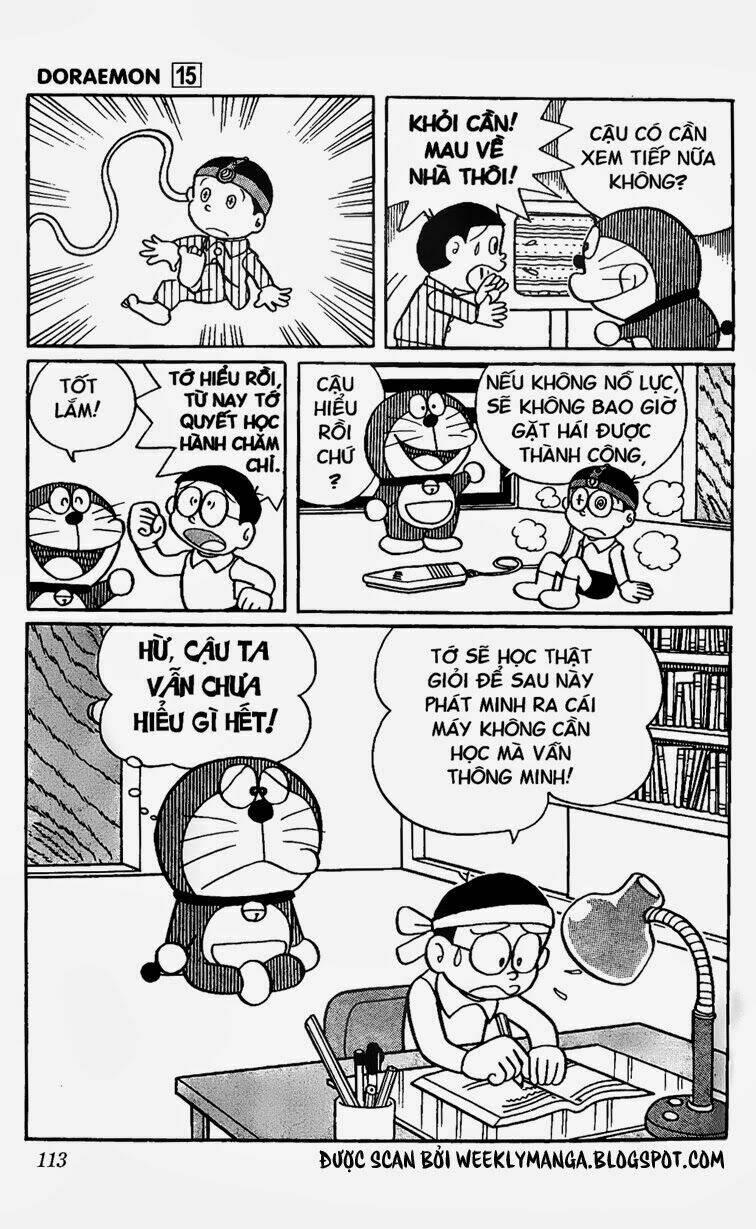 DORAEMON 15
KHỎI CẦN!
MAU VỀ
NHÀ THÔI!
CẬU CÓ CẦN
XEM TIẾP NỮA
KHÔNG?
TỐT
LẮM!
TỚ HIỂU RỒI,
TỪ NAY TỚ
QUYẾT HỌC
HÀNH CHĂM
CHỈ.
CẬU
HIỂU
RỒI
CHỨ
?
NẾU KHÔNG NỖ LỰC,
SẼ KHÔNG BAO GIỜ
GẶT HÁI ĐƯỢC
THÀNH CÔNG,
HỪ, CẬU TA
VẪN CHƯA
HIỂU GÌ HẾT!
TỚ SẼ HỌC THẬT
GIỎI ĐỂ SAU NÀY
PHÁT MINH RA CÁI
MÁY KHÔNG CẦN
HỌC MÀ VẪN
THÔNG MINH!
113
ĐƯỢC SCAN BỞI WEEKLYMANGA.BLOGSPOT.COM